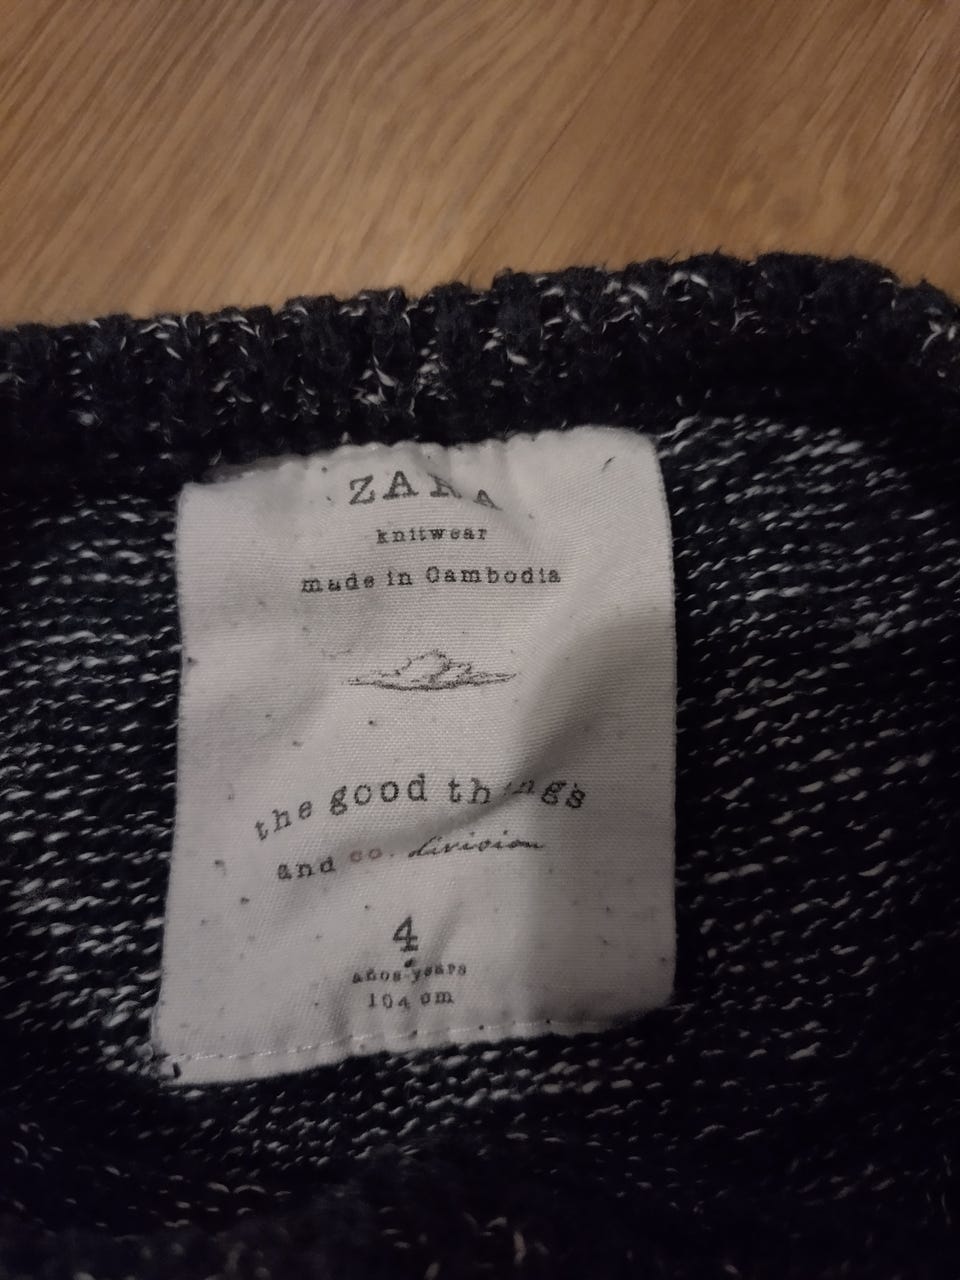 ZARA
knitwear
made in Cambodia
the good things
and co. division
4
años-years
104 cm